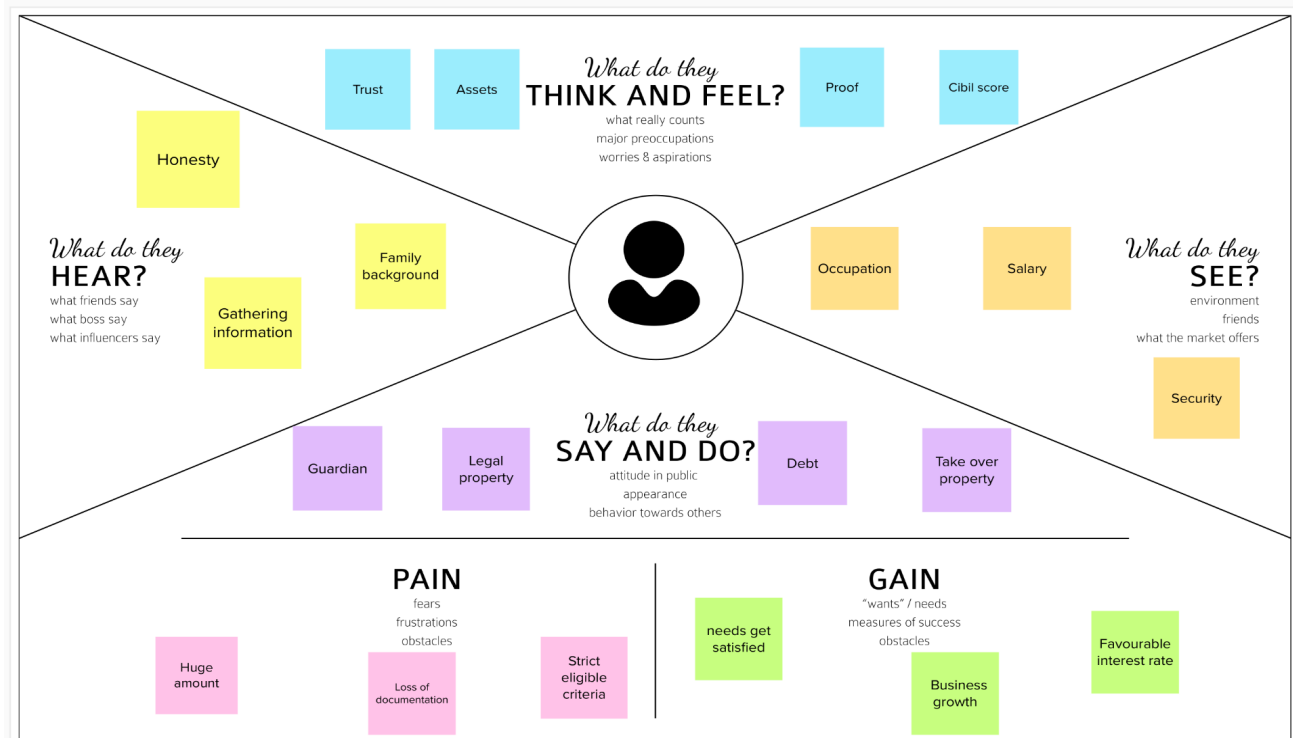 What do they
THINK AND FEEL?
what really counts
major preoccupations
worries & aspirations
Trust
Assets
Proof
Cibil score
What do they
HEAR?
what friends say
what boss say
what influencers say
Honesty
Family
background
Gathering
information
What do they
SEE?
environment
friends
what the market offers
Occupation
Salary
Security
What do they
SAY AND DO?
attitude in public
appearance
behavior towards others
Guardian
Legal
property
Debt
Take over
property
PAIN
fears
frustrations
obstacles
Huge
amount
Loss of
documentation
Strict
eligible
criteria
GAIN
"wants" / needs
measures of success
obstacles
needs get
satisfied
Business
growth
Favourable
interest rate